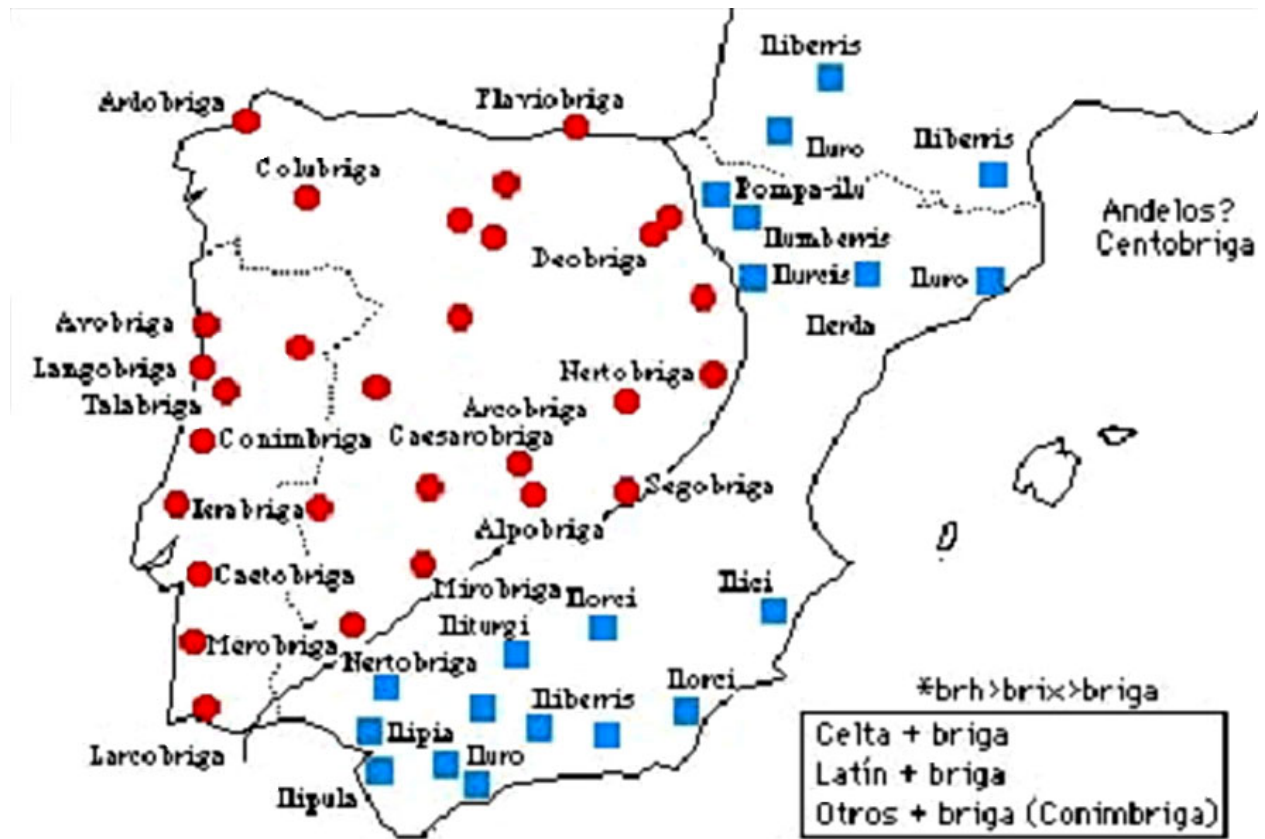 Iliberris
Ardobriga
Flaviobriga
Iluro
Iliberris
Colubriga
Pompa-ilu
Andelos?
Centobriga
Ilumberris
Deobriga
Ilurcis
Iluro
Avobriga
Ilerda
Langobriga
Nertobriga
Talabriga
Arcobriga
Conimbriga
Caesarobriga
Segobriga
Ierabriga
Alpobriga
Caetobriga
Mirobriga
Ilorci
Ilici
Iliturgi
Merobriga
Nertobriga
Iliberris
Ilorci
*brh>brix>briga
Ilipia
Iluro
Larcobriga
Ilipula
Celta + briga
Latín + briga
Otros + briga (Conimbriga)